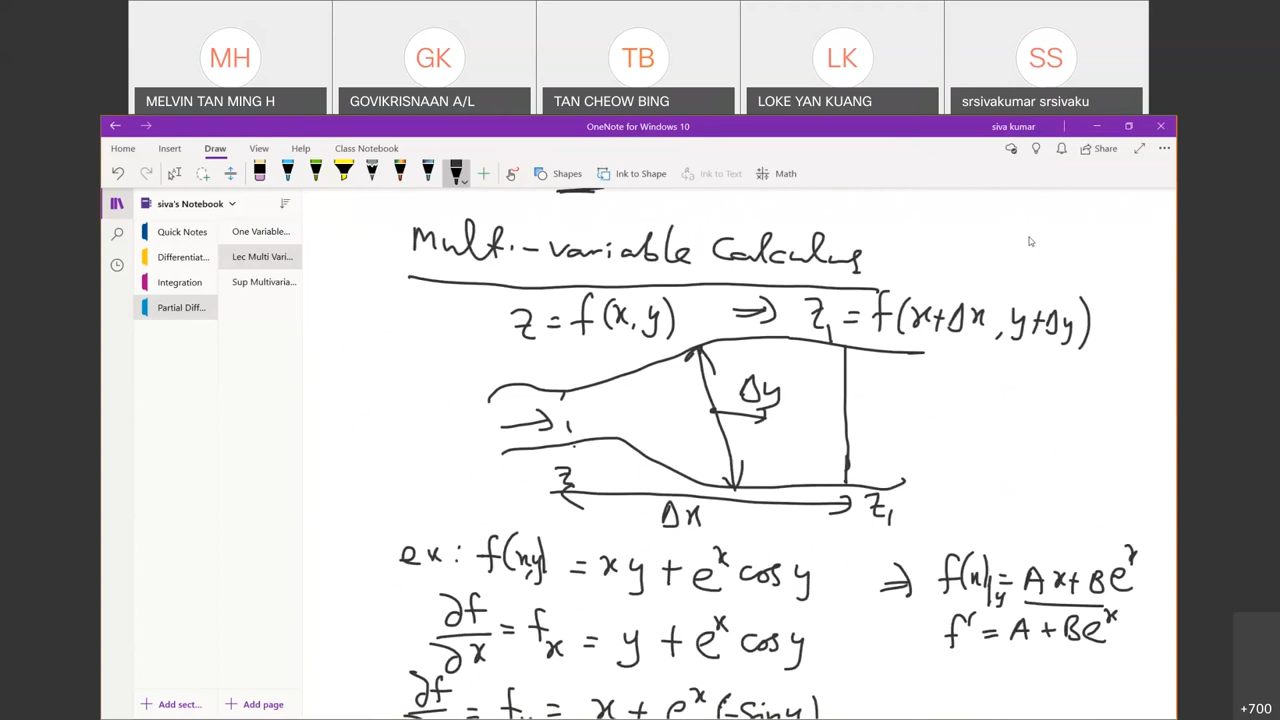 MH
GK
TB
LK
SS
MELVIN TAN MING H
GOVIKRISNAAN A/L
TAN CHEOW BING
LOKE YAN KUANG
srsivakumar srsivaku
OneNote for Windows 10
siva kumar
Home
Insert
Draw
View
Help
Class Notebook
Share
Shapes
Ink to Shape
Ink to Text
Math
siva's Notebook
Quick Notes
Differentiat...
Integration
Partial Diff...
One Variable...
Lec Multi Vari...
Sup Multivaria...
Add sect...
Add page
Multi-variable Calculus
Z = f(x, y) ⇒ Z₁ = f(x+Δx, y+Δy)
Δy
Z
Δx
Z₁
ex: f(x,y) = xy + eˣ cos y ⇒ f(x)|y = Ax + Beˣ
∂f/∂x = fₓ = y + eˣ cos y
f' = A + Beˣ
∂f = f_y = x + eˣ (-sin y)
+700